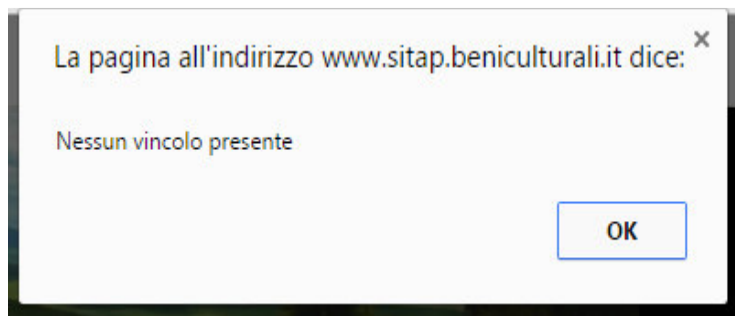 La pagina all'indirizzo www.sitap.beniculturali.it dice:
Nessun vincolo presente
OK